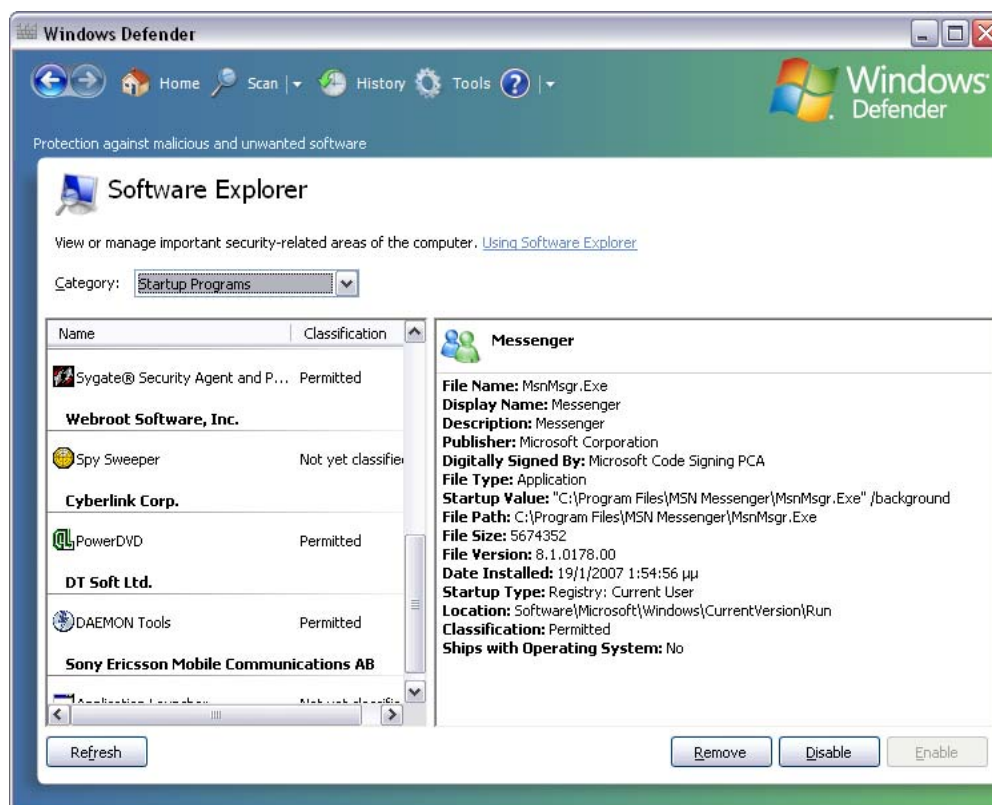 Windows Defender
Home Scan History Tools
Windows
Defender
Protection against malicious and unwanted software
Software Explorer
View or manage important security-related areas of the computer. Using Software Explorer
Category: Startup Programs
Name Classification
Sygate® Security Agent and P... Permitted
Webroot Software, Inc.
Spy Sweeper Not yet classifie
Cyberlink Corp.
PowerDVD Permitted
DT Soft Ltd.
DAEMON Tools Permitted
Sony Ericsson Mobile Communications AB
Application Launcher Not yet classifie
Messenger
File Name: MsnMsgr.Exe
Display Name: Messenger
Description: Messenger
Publisher: Microsoft Corporation
Digitally Signed By: Microsoft Code Signing PCA
File Type: Application
Startup Value: "C:\Program Files\MSN Messenger\MsnMsgr.Exe" /background
File Path: C:\Program Files\MSN Messenger\MsnMsgr.Exe
File Size: 5674352
File Version: 8.1.0178.00
Date Installed: 19/1/2007 1:54:56 μμ
Startup Type: Registry: Current User
Location: Software\Microsoft\Windows\CurrentVersion\Run
Classification: Permitted
Ships with Operating System: No
Refresh Remove Disable Enable